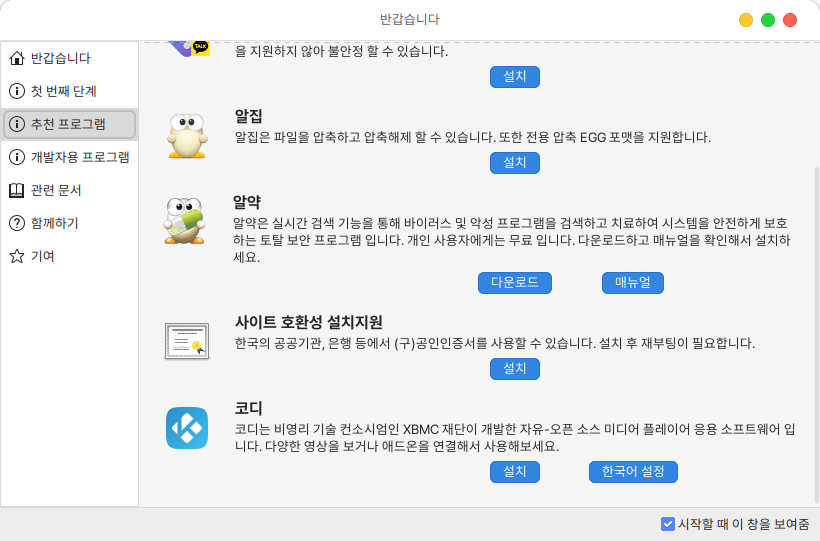 반갑습니다
반갑습니다
첫 번째 단계
추천 프로그램
개발자용 프로그램
관련 문서
함께하기
기여
TALK
을 지원하지 않아 불안정 할 수 있습니다.
설치
알집
알집은 파일을 압축하고 압축해제 할 수 있습니다. 또한 전용 압축 EGG 포맷을 지원합니다.
설치
알약
알약은 실시간 검색 기능을 통해 바이러스 및 악성 프로그램을 검색하고 치료하여 시스템을 안전하게 보호
하는 토탈 보안 프로그램 입니다. 개인 사용자에게는 무료 입니다. 다운로드하고 매뉴얼을 확인해서 설치하
세요.
다운로드 매뉴얼
사이트 호환성 설치지원
한국의 공공기관, 은행 등에서 (구)공인인증서를 사용할 수 있습니다. 설치 후 재부팅이 필요합니다.
설치
코디
코디는 비영리 기술 컨소시엄인 XBMC 재단이 개발한 자유-오픈 소스 미디어 플레이어 응용 소프트웨어 입
니다. 다양한 영상을 보거나 애드온을 연결해서 사용해보세요.
설치 한국어 설정
시작할 때 이 창을 보여줌